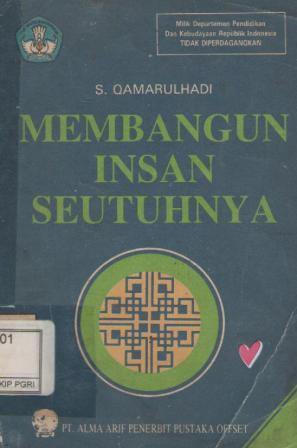 Milik Departemen Pendidikan
Dan Kebudayaan Republik Indonesia
TIDAK DIPERDAGANGKAN
S. QAMARULHADI
MEMBANGUN
INSAN
SEUTUHNYA
01
KIP PGRI
PT. ALMA ARIF PENERBIT PUSTAKA OFFSET